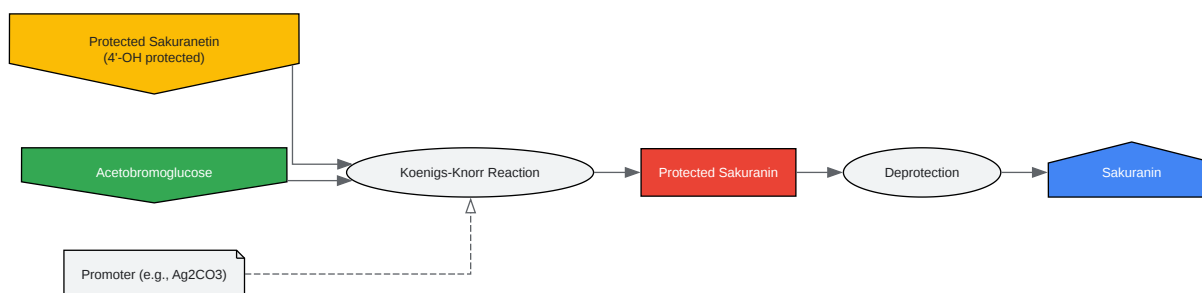 Protected Sakuranetin
(4'-OH protected)
Acetobromoglucose
Koenigs-Knorr Reaction
Protected Sakuranin
Deprotection
Sakuranin
Promoter (e.g., Ag2CO3)